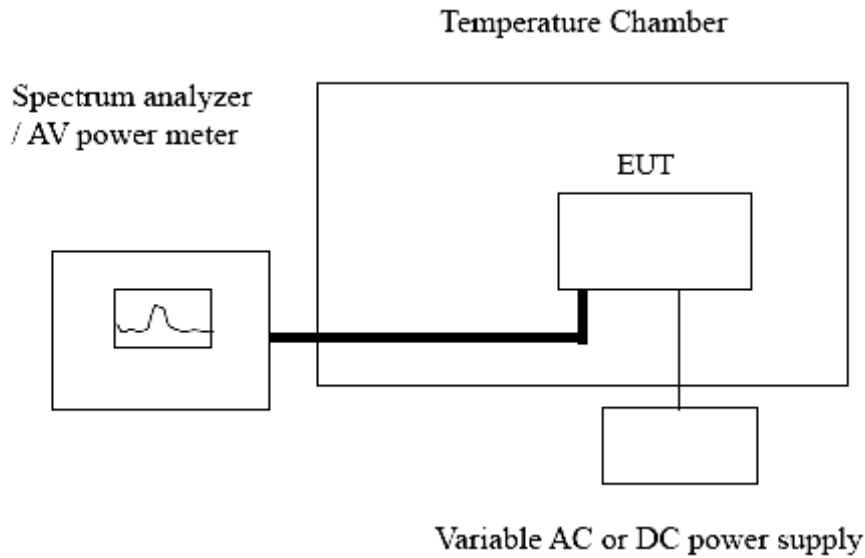 Temperature Chamber
Spectrum analyzer
/ AV power meter
EUT
Variable AC or DC power supply